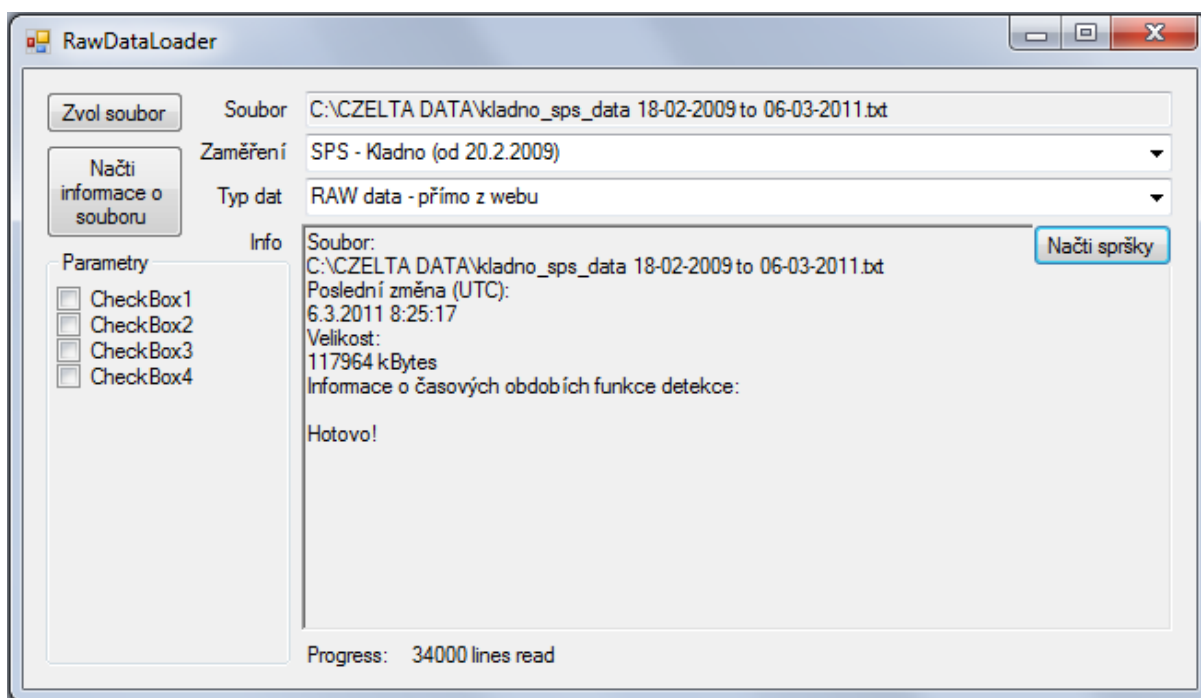 RawDataLoader
Zvol soubor
Soubor
C:\CZELTA DATA\kladno_sps_data 18-02-2009 to 06-03-2011.txt
Načti
informace o
souboru
Zaměření
SPS - Kladno (od 20.2.2009)
Typ dat
RAW data - přímo z webu
Info
Soubor:
C:\CZELTA DATA\kladno_sps_data 18-02-2009 to 06-03-2011.txt
Poslední změna (UTC):
6.3.2011 8:25:17
Velikost:
117964 kBytes
Informace o časových obdobích funkce detekce:
Hotovo!
Načti spršky
Parametry
CheckBox1
CheckBox2
CheckBox3
CheckBox4
Progress: 34000 lines read